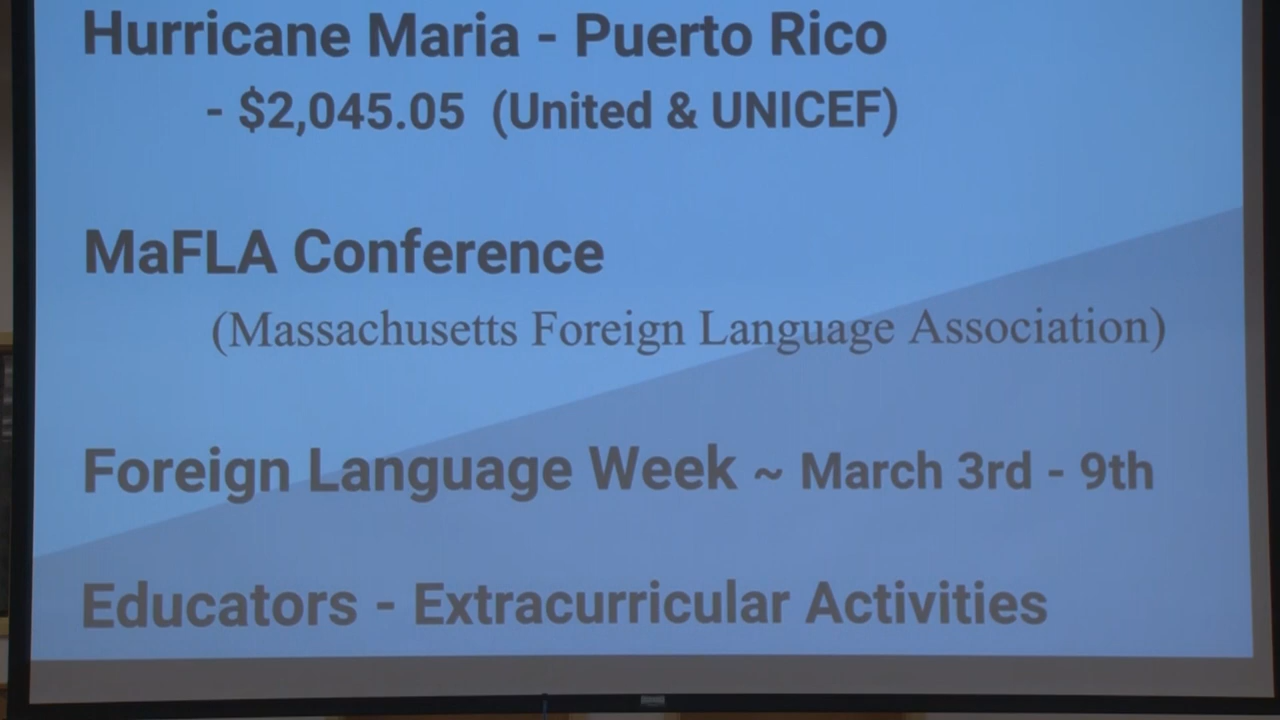 Hurricane Maria - Puerto Rico
- $2,045.05 (United & UNICEF)
MaFLA Conference
(Massachusetts Foreign Language Association)
Foreign Language Week ~ March 3rd - 9th
Educators - Extracurricular Activities